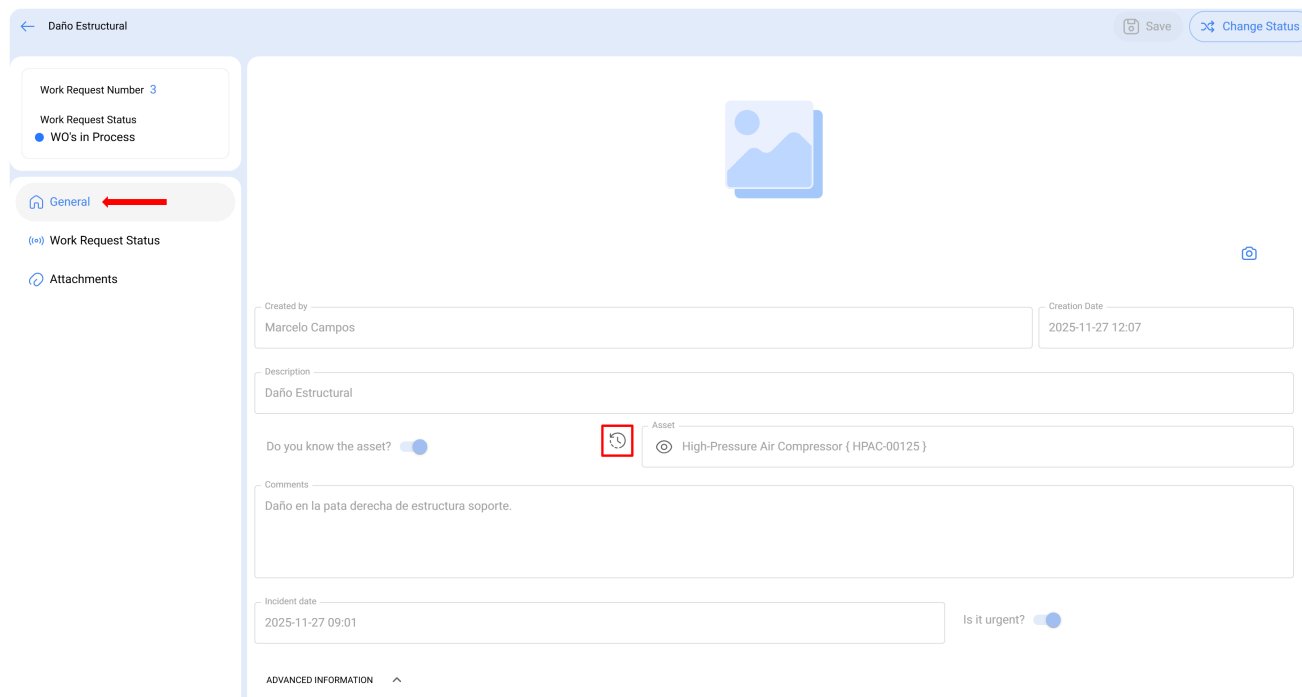 Daño Estructural
Save
Change Status
Work Request Number 3
Work Request Status
WO's in Process
General
Work Request Status
Attachments
Created by
Marcelo Campos
Creation Date
2025-11-27 12:07
Description
Daño Estructural
Do you know the asset?
Asset
High-Pressure Air Compressor { HPAC-00125 }
Comments
Daño en la pata derecha de estructura soporte.
Incident date
2025-11-27 09:01
Is it urgent?
ADVANCED INFORMATION